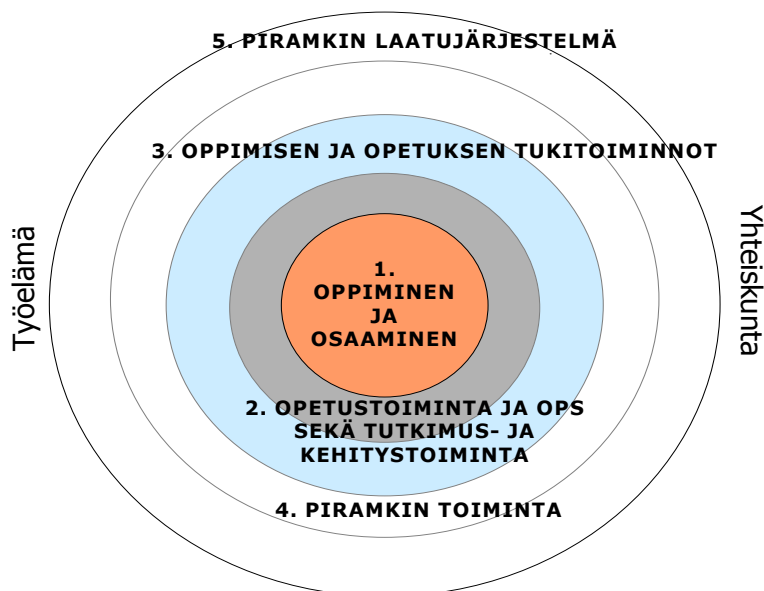 5. PIRAMKIN LAATUJÄRJESTELMÄ
3. OPPIMISEN JA OPETUKSEN TUKITOIMINNOT
Työelämä
Yhteiskunta
1.
OPPIMINEN
JA
OSAAMINEN
2. OPETUSTOIMINTA JA OPS
SEKÄ TUTKIMUS- JA
KEHITYSTOIMINTA
4. PIRAMKIN TOIMINTA